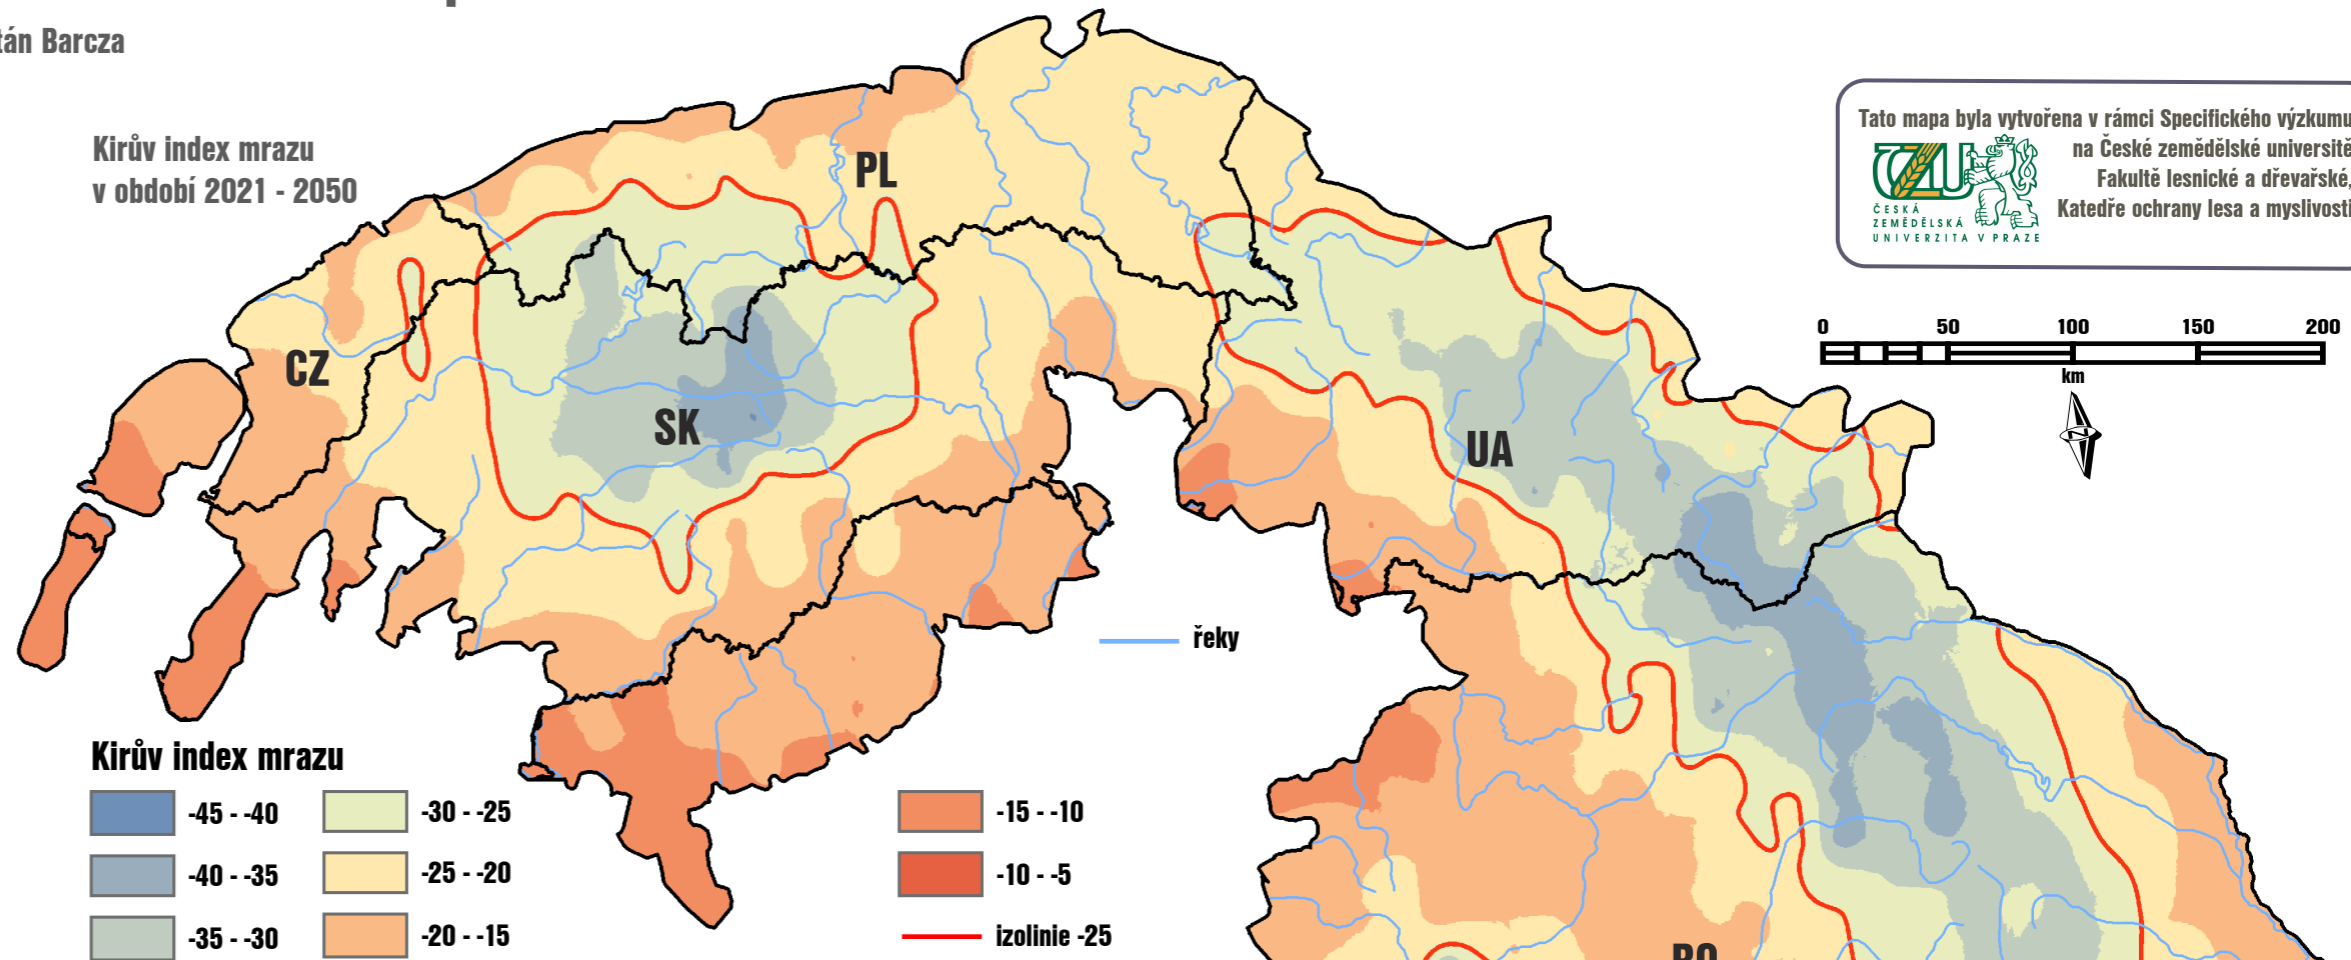 tán Barcza
Kirův index mrazu
v období 2021 - 2050
Tato mapa byla vytvořena v rámci Specifického výzkumu
na České zemědělské universitě
Fakultě lesnické a dřevařské,
Katedře ochrany lesa a myslivosti
ČZU
ČESKÁ
ZEMĚDĚLSKÁ
UNIVERZITA V PRAZE
0 50 100 150 200
km
N
PL
CZ
SK
UA
RO
řeky
Kirův index mrazu
-45 - -40
-40 - -35
-35 - -30
-30 - -25
-25 - -20
-20 - -15
-15 - -10
-10 - -5
izolinie -25